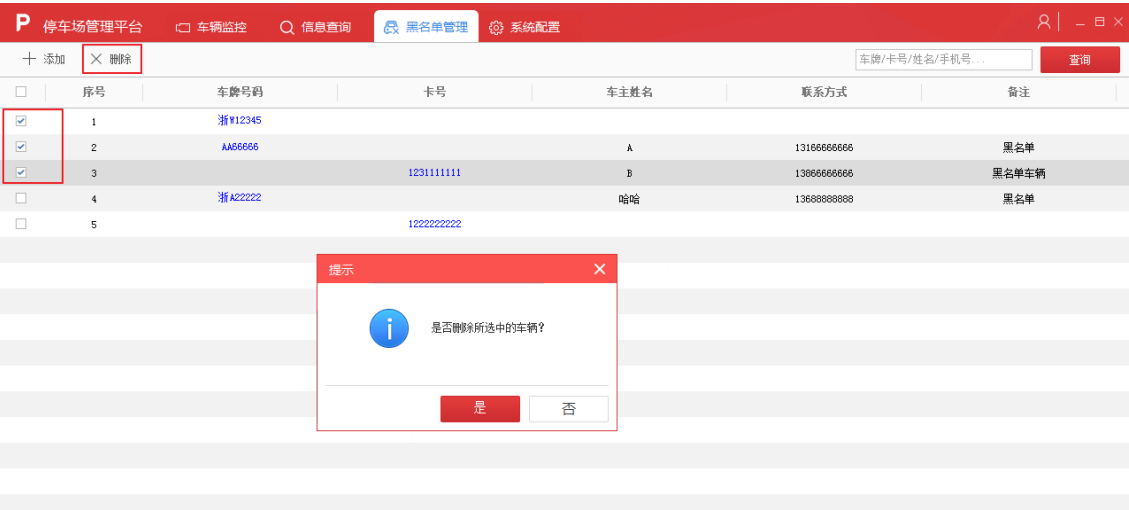 P 停车场管理平台 车辆监控 信息查询 黑名单管理 系统配置
添加 删除 车牌/卡号/姓名/手机号... 查询
序号 车牌号码 卡号 车主姓名 联系方式 备注
1 浙W12345
2 AA66666 A 13166666666 黑名单
3 1231111111 B 13866666666 黑名单车辆
4 浙A22222 哈哈 13688888888 黑名单
5 1222222222
提示
是否删除所选中的车辆?
是 否